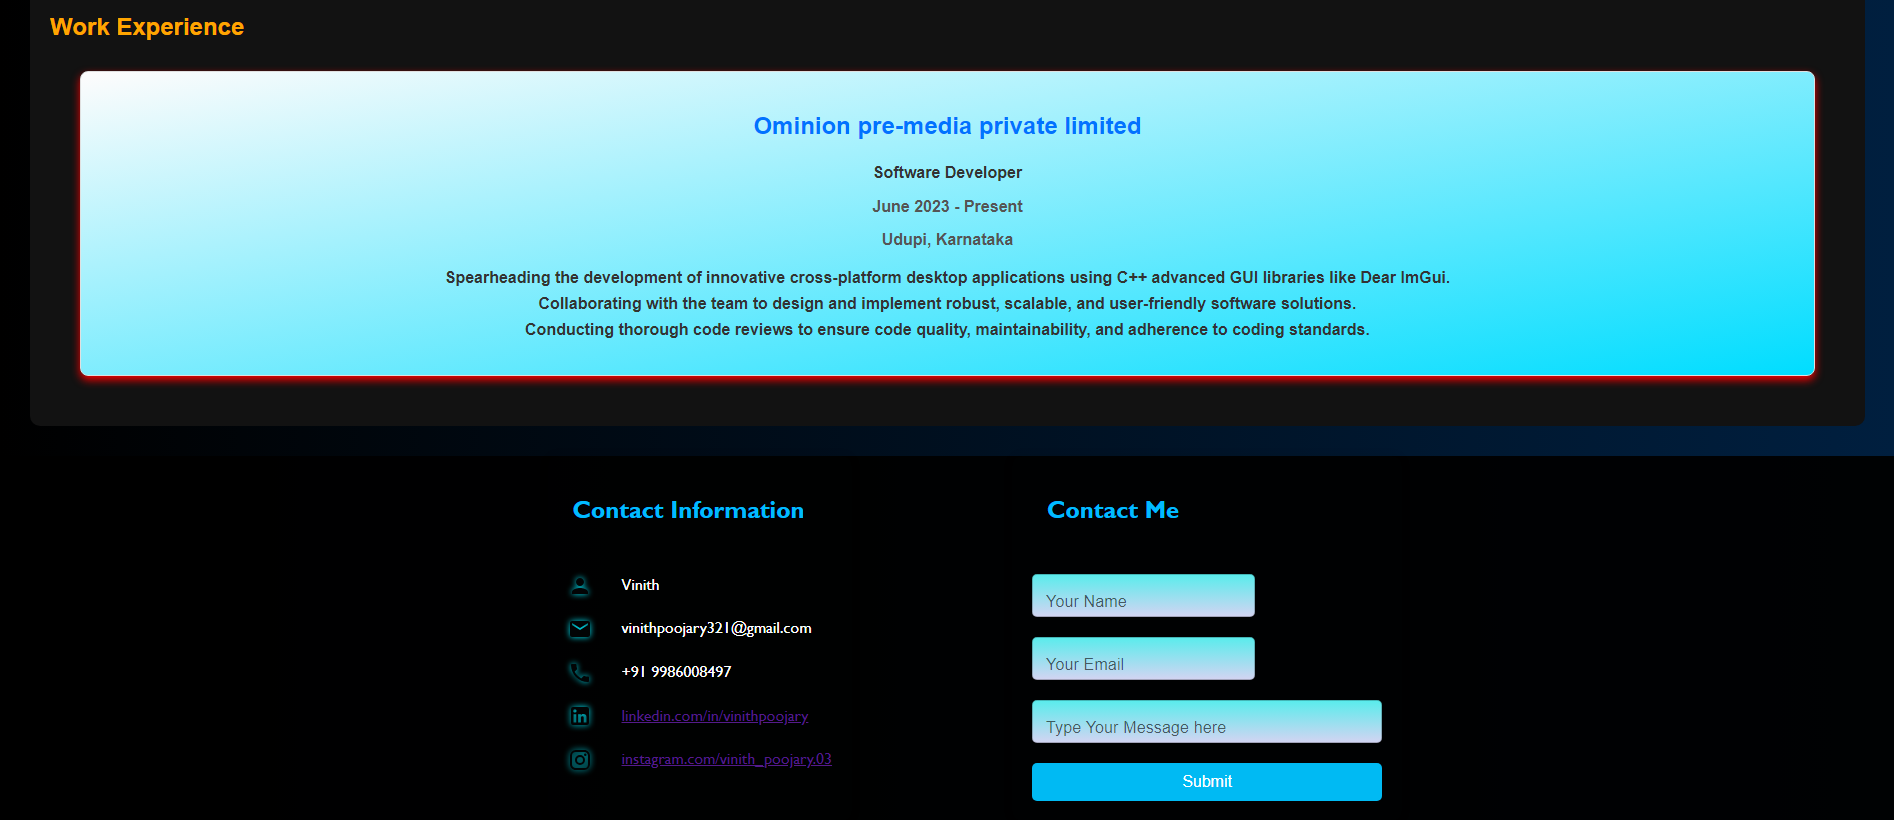 Work Experience
Ominion pre-media private limited
Software Developer
June 2023 - Present
Udupi, Karnataka
Spearheading the development of innovative cross-platform desktop applications using C++ advanced GUI libraries like Dear ImGui.
Collaborating with the team to design and implement robust, scalable, and user-friendly software solutions.
Conducting thorough code reviews to ensure code quality, maintainability, and adherence to coding standards.
Contact Information
Vinith
vinithpoojary321@gmail.com
+91 9986008497
linkedin.com/in/vinithpoojary
instagram.com/vinith_poojary.03
Contact Me
Your Name
Your Email
Type Your Message here
Submit